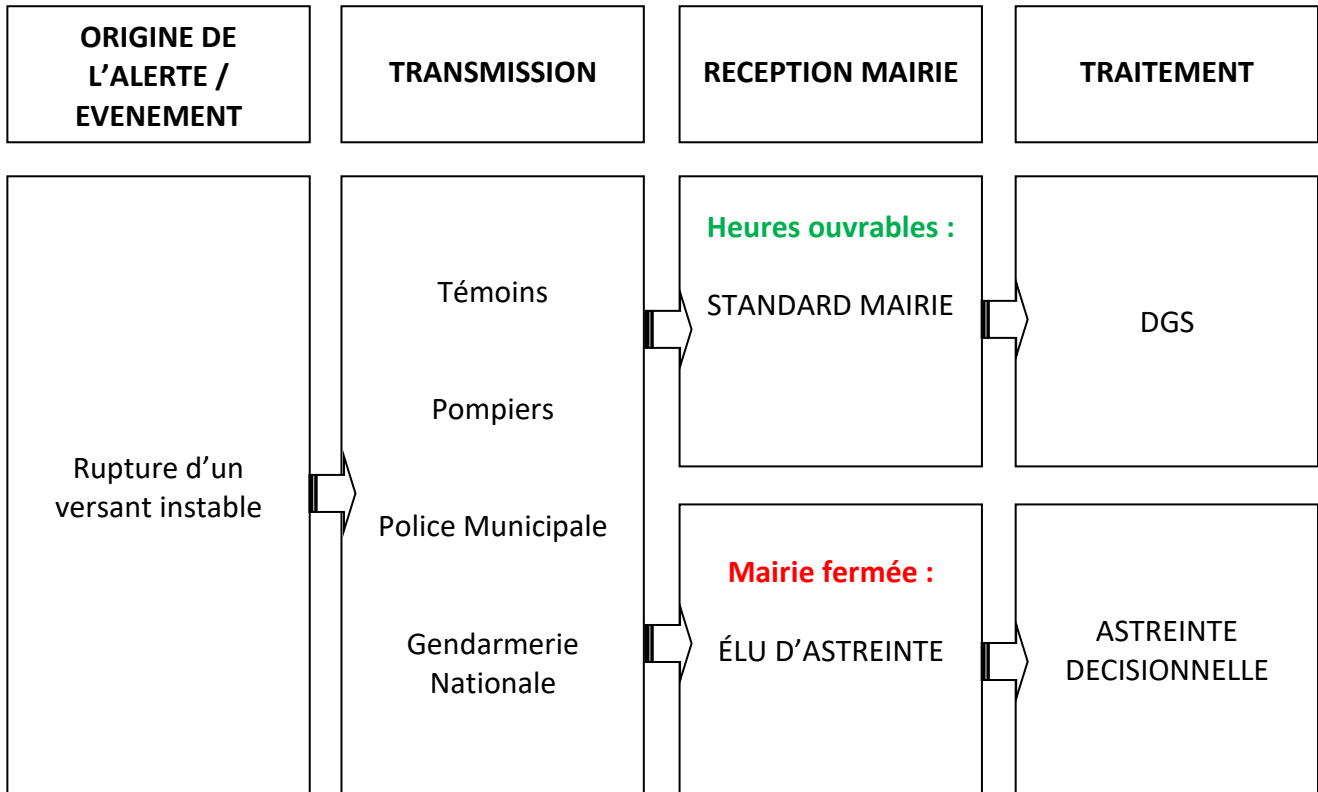 ORIGINE DE
L’ALERTE /
EVENEMENT
TRANSMISSION
RECEPTION MAIRIE
TRAITEMENT
Rupture d’un
versant instable
Témoins
Pompiers
Police Municipale
Gendarmerie
Nationale
Heures ouvrables :
STANDARD MAIRIE
DGS
Mairie fermée :
ÉLU D’ASTREINTE
ASTREINTE
DECISIONNELLE